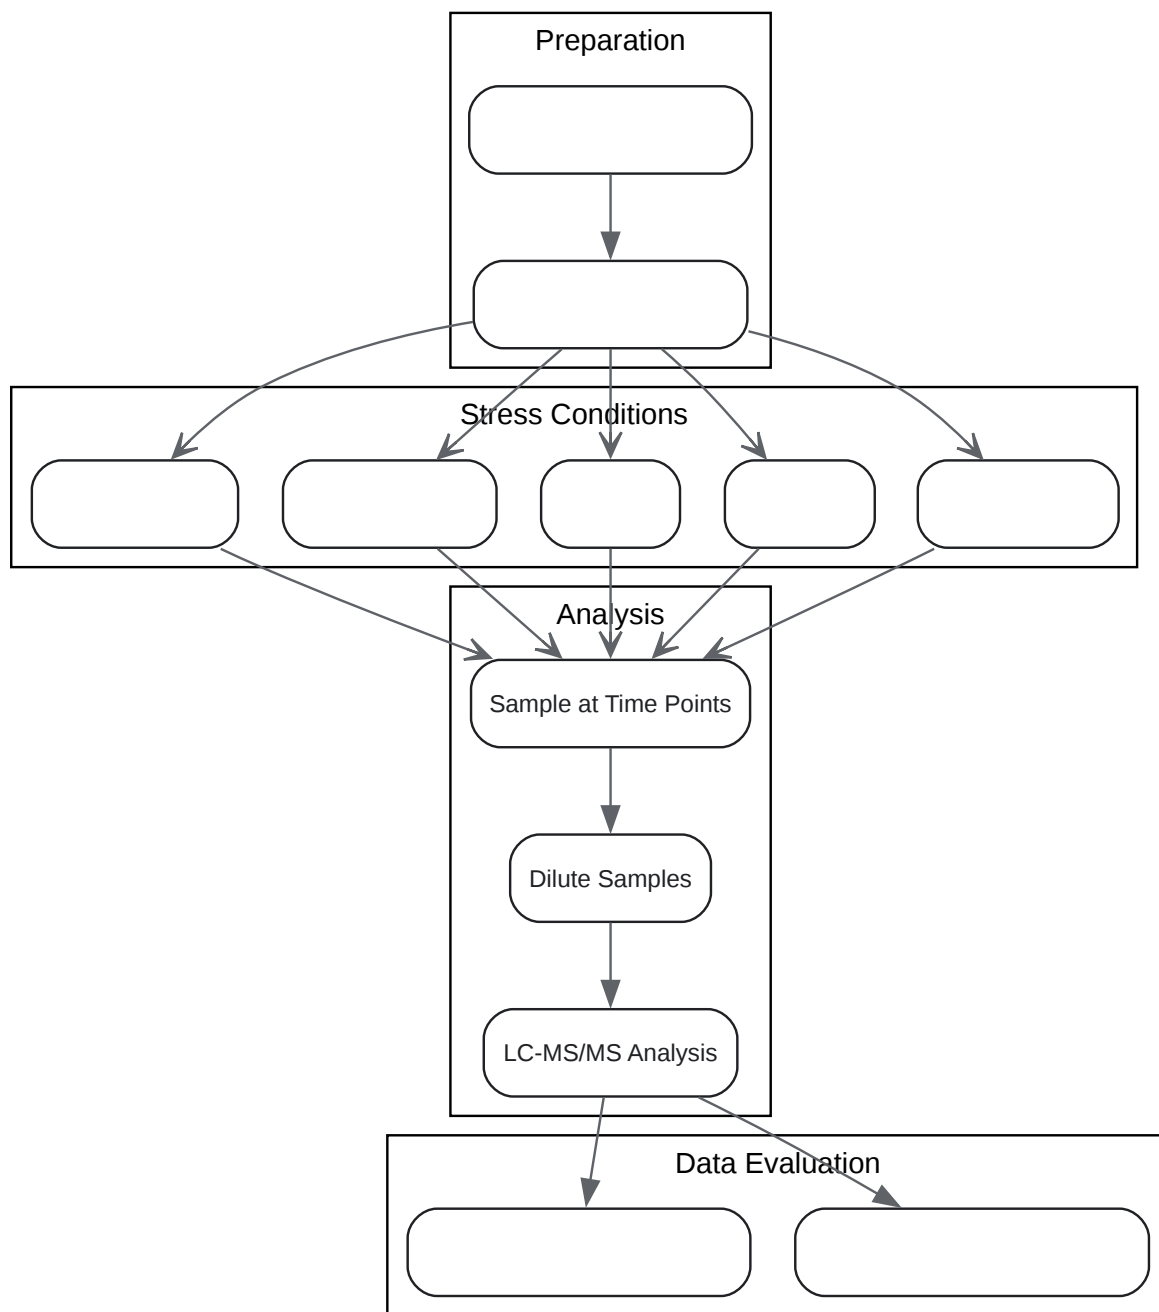 Preparation
Stress Conditions
Analysis
Sample at Time Points
Dilute Samples
LC-MS/MS Analysis
Data Evaluation